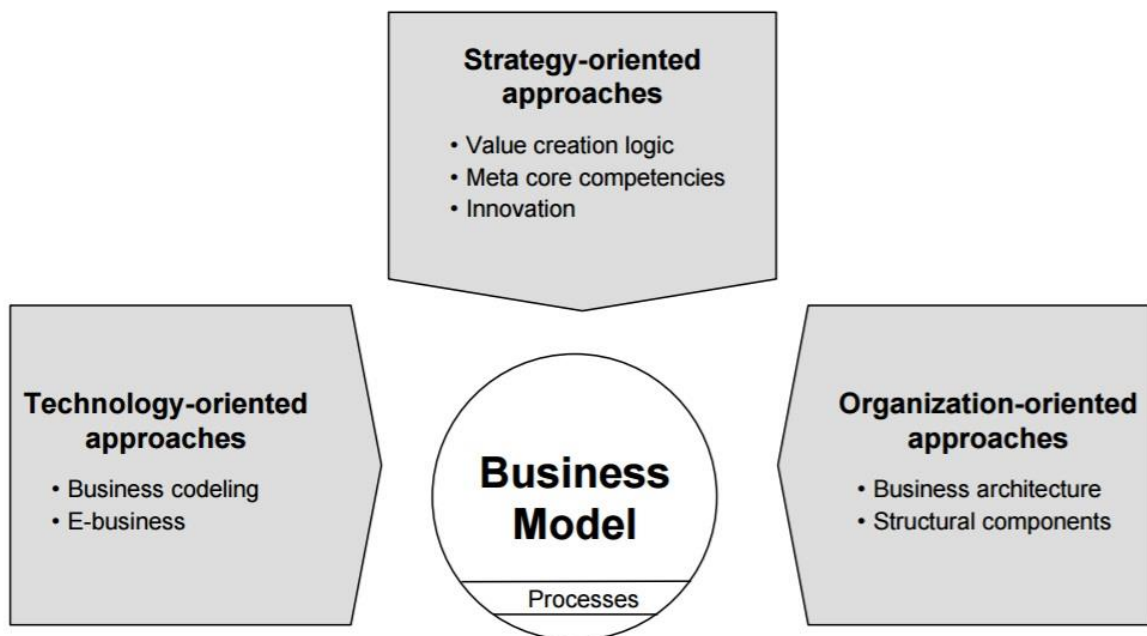 Strategy-oriented
approaches
• Value creation logic
• Meta core competencies
• Innovation
Technology-oriented
approaches
• Business codeling
• E-business
Business
Model
Processes
Organization-oriented
approaches
• Business architecture
• Structural components